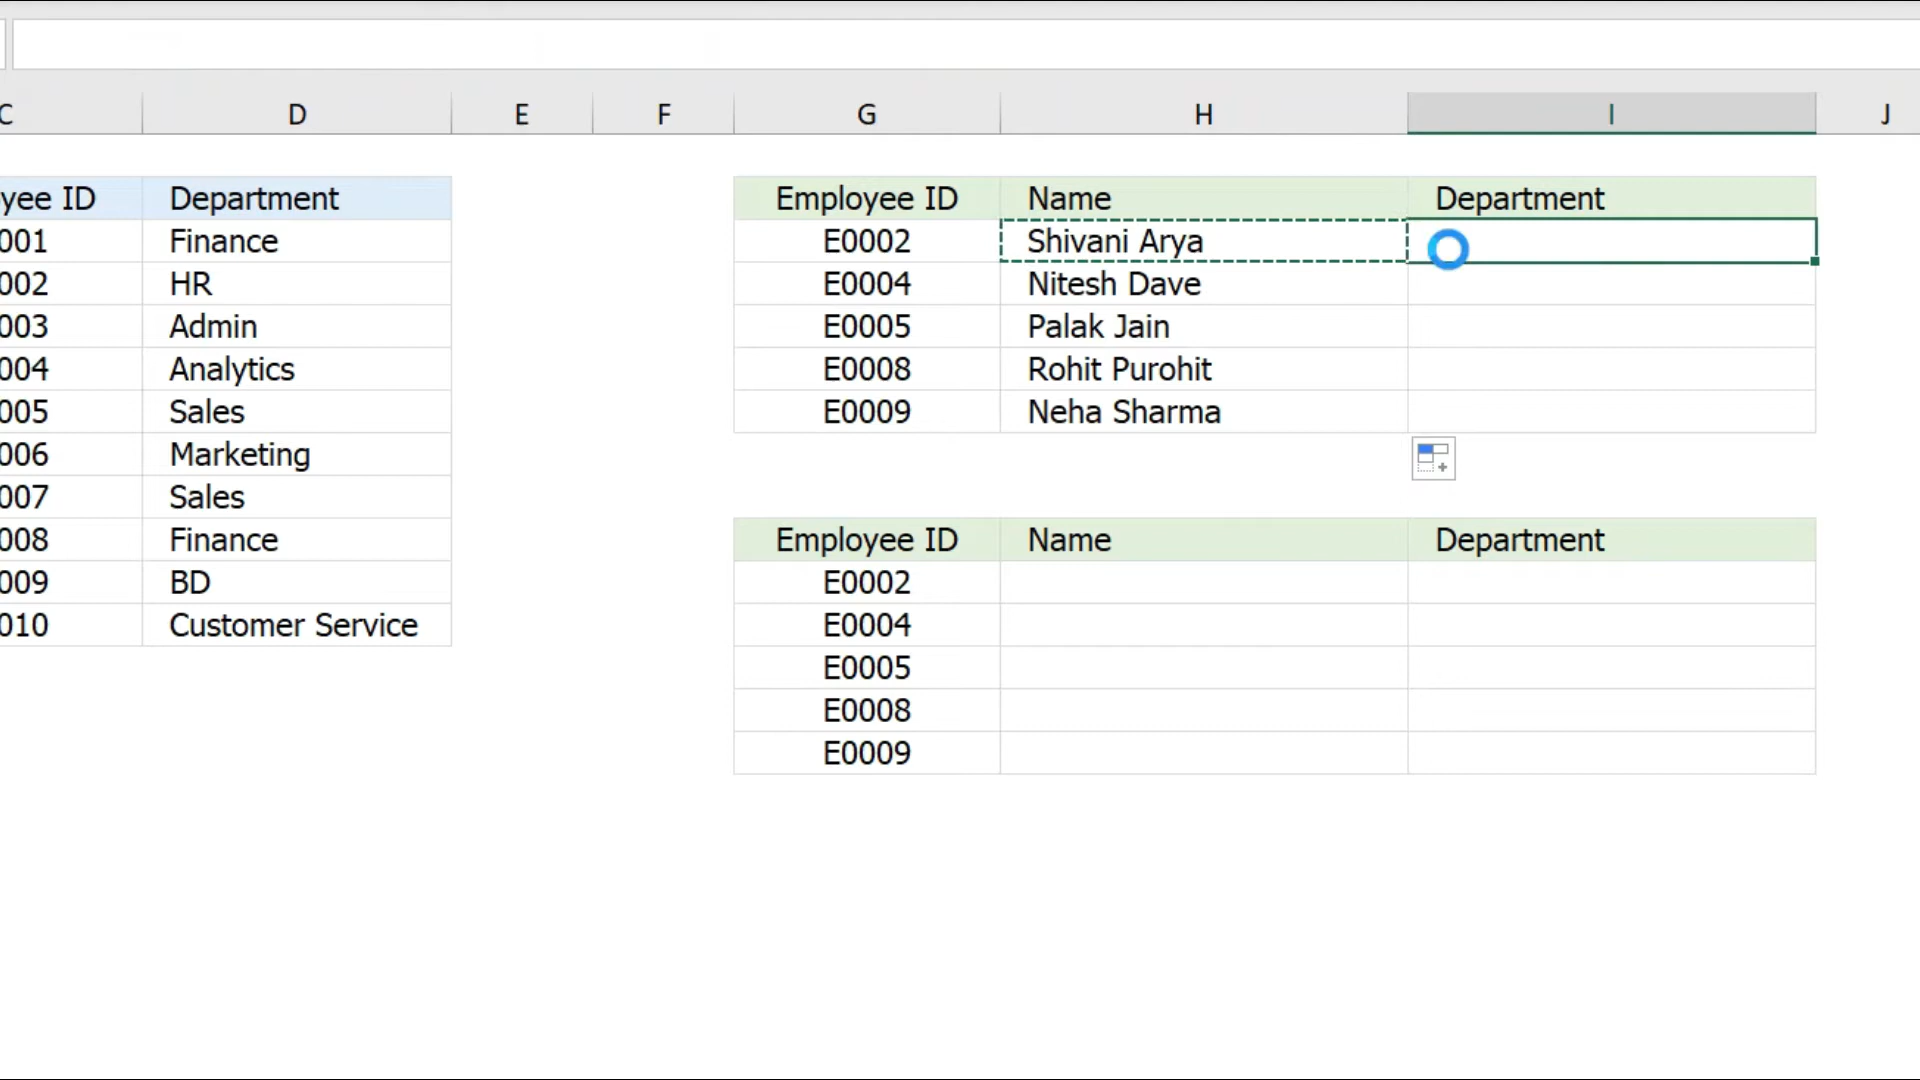 C D E F G H I J
yee ID Department Employee ID Name Department
001 Finance E0002 Shivani Arya
002 HR E0004 Nitesh Dave
003 Admin E0005 Palak Jain
004 Analytics E0008 Rohit Purohit
005 Sales E0009 Neha Sharma
006 Marketing
007 Sales
008 Finance Employee ID Name Department
009 BD E0002
010 Customer Service E0004
E0005
E0008
E0009